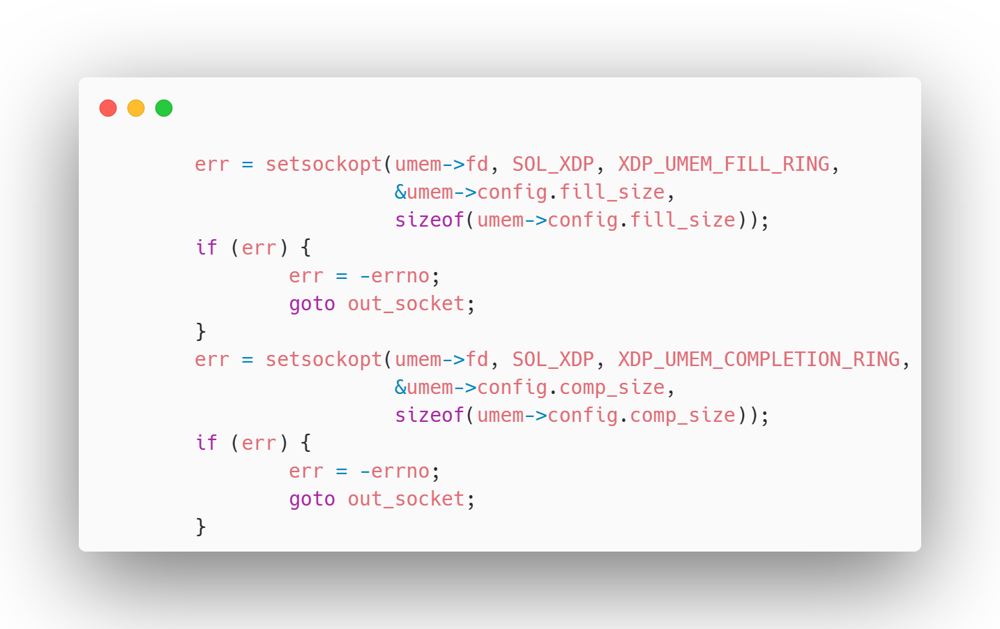 err = setsockopt(umem->fd, SOL_XDP, XDP_UMEM_FILL_RING,
                 &umem->config.fill_size,
                 sizeof(umem->config.fill_size));
if (err) {
        err = -errno;
        goto out_socket;
}
err = setsockopt(umem->fd, SOL_XDP, XDP_UMEM_COMPLETION_RING,
                 &umem->config.comp_size,
                 sizeof(umem->config.comp_size));
if (err) {
        err = -errno;
        goto out_socket;
}